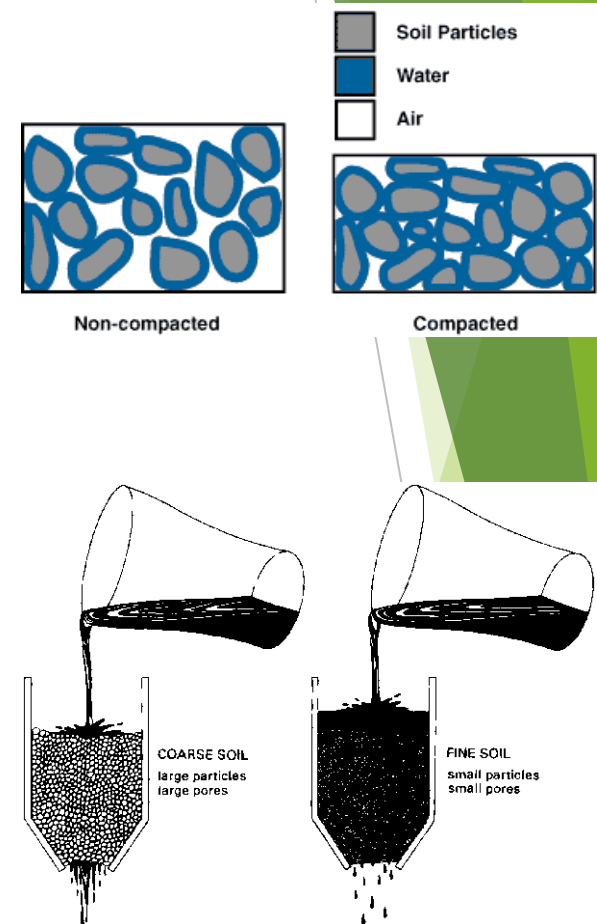 Soil Particles
Water
Air
Non-compacted
Compacted
COARSE SOIL
large particles
large pores
FINE SOIL
small particles
small pores